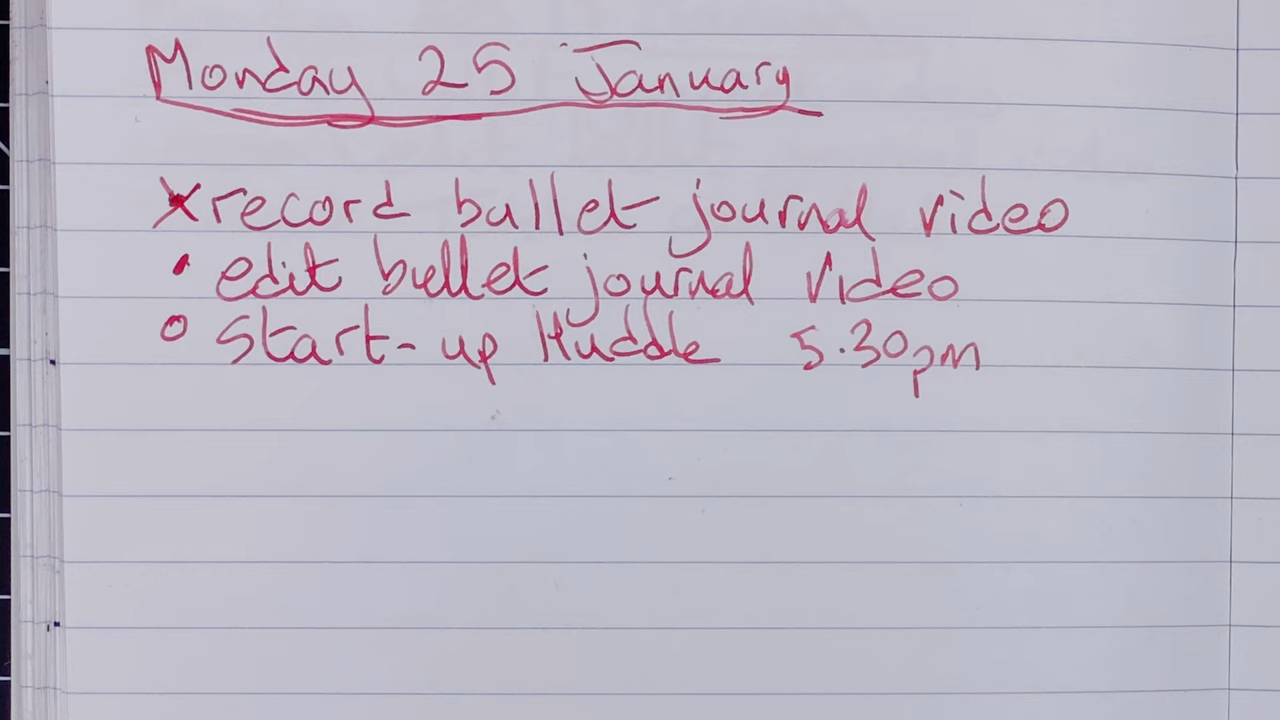 Monday 25 January
x record bullet journal video
• edit bullet journal video
o Start-up Huddle 5.30pm